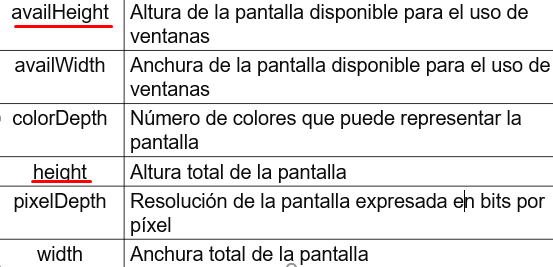 availHeight Altura de la pantalla disponible para el uso de
ventanas
availWidth Anchura de la pantalla disponible para el uso de
ventanas
colorDepth Número de colores que puede representar la
pantalla
height Altura total de la pantalla
pixelDepth Resolución de la pantalla expresada en bits por
píxel
width Anchura total de la pantalla